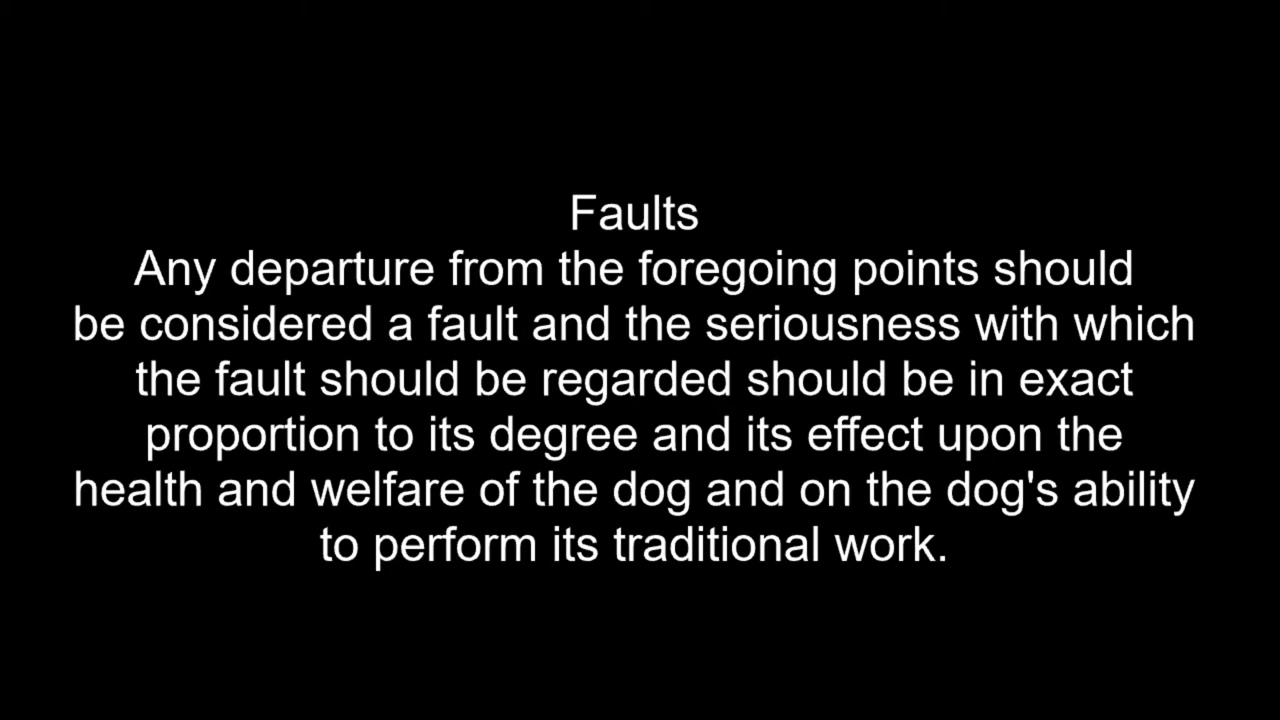 Faults
Any departure from the foregoing points should
be considered a fault and the seriousness with which
the fault should be regarded should be in exact
proportion to its degree and its effect upon the
health and welfare of the dog and on the dog's ability
to perform its traditional work.